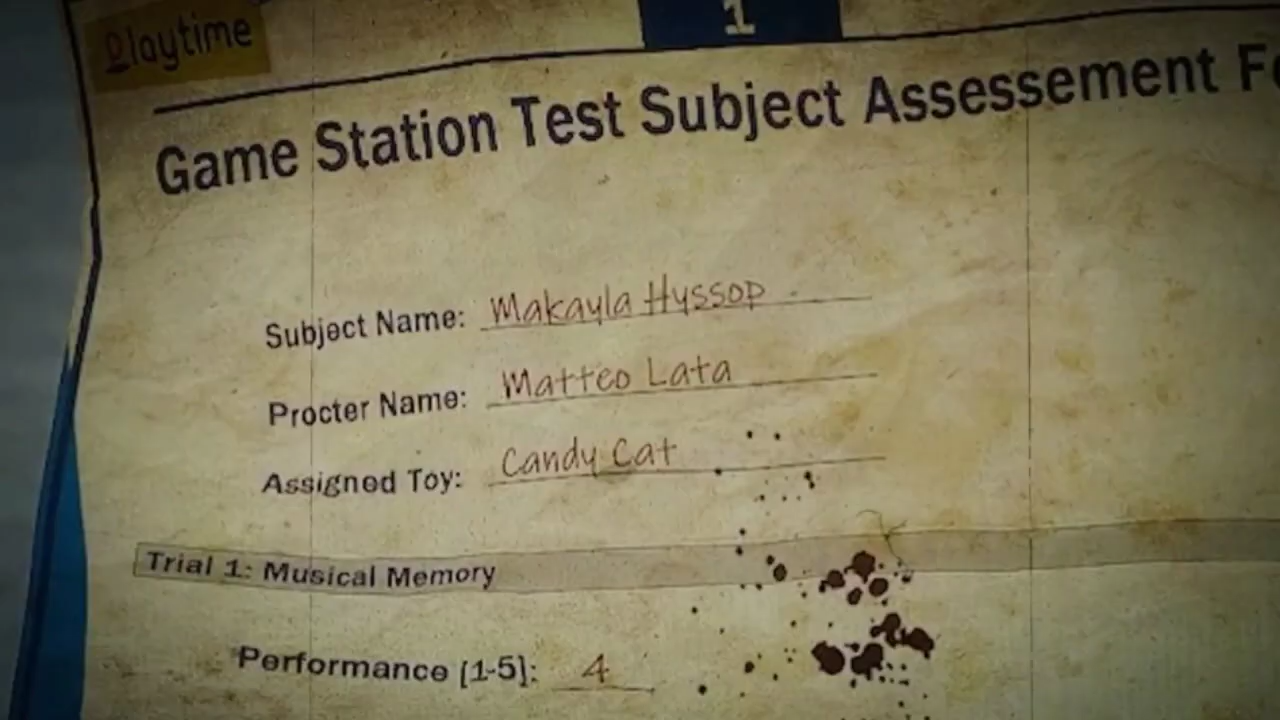 Playtime
1
Game Station Test Subject Assessement
Subject Name: Makayla Hyssop
Procter Name: Matteo Lata
Assigned Toy: Candy Cat
Trial 1: Musical Memory
Performance [1-5]: 4